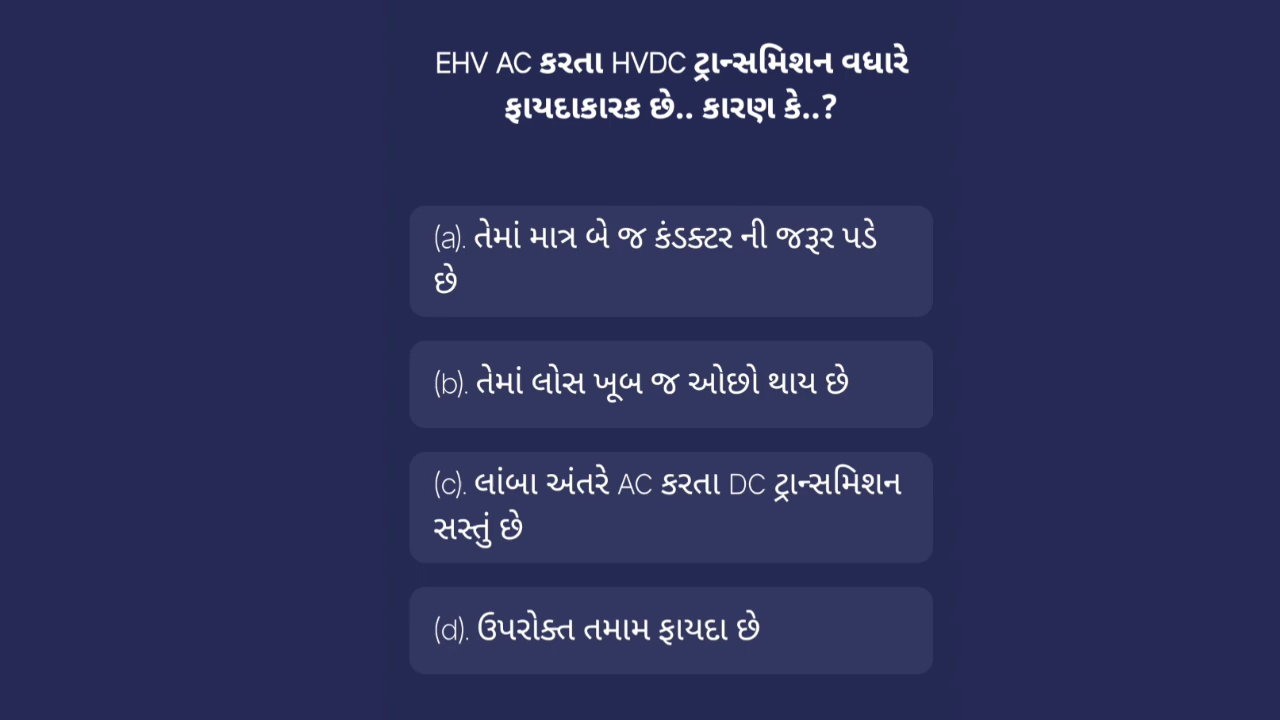 EHV AC કરતા HVDC ટ્રાન્સમિશન વધારે
ફાયદાકારક છે.. કારણ કે..?
(a). તેમાં માત્ર બે જ કંડક્ટર ની જરૂર પડે
છે
(b). તેમાં લોસ ખૂબ જ ઓછો થાય છે
(c). લાંબા અંતરે AC કરતા DC ટ્રાન્સમિશન
સસ્તું છે
(d). ઉપરોક્ત તમામ ફાયદા છે